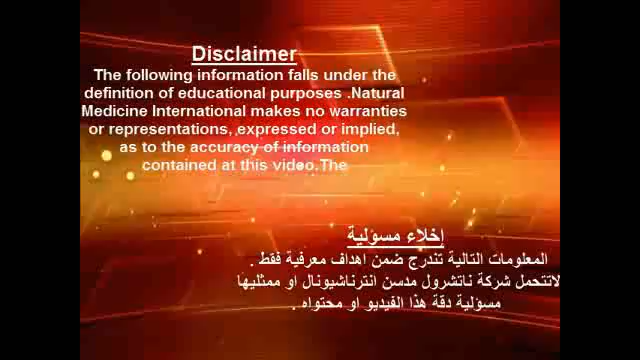 Disclaimer
The following information falls under the
definition of educational purposes .Natural
Medicine International makes no warranties
or representations, expressed or implied,
as to the accuracy of information
contained at this video.The
إخلاء مسؤلية
المعلومات التالية تندرج ضمن اهداف معرفية فقط .
لاتتحمل شركة ناتشرول مدسن انترناشيونال او ممثليها
مسؤلية دقة هذا الفيديو او محتواه .